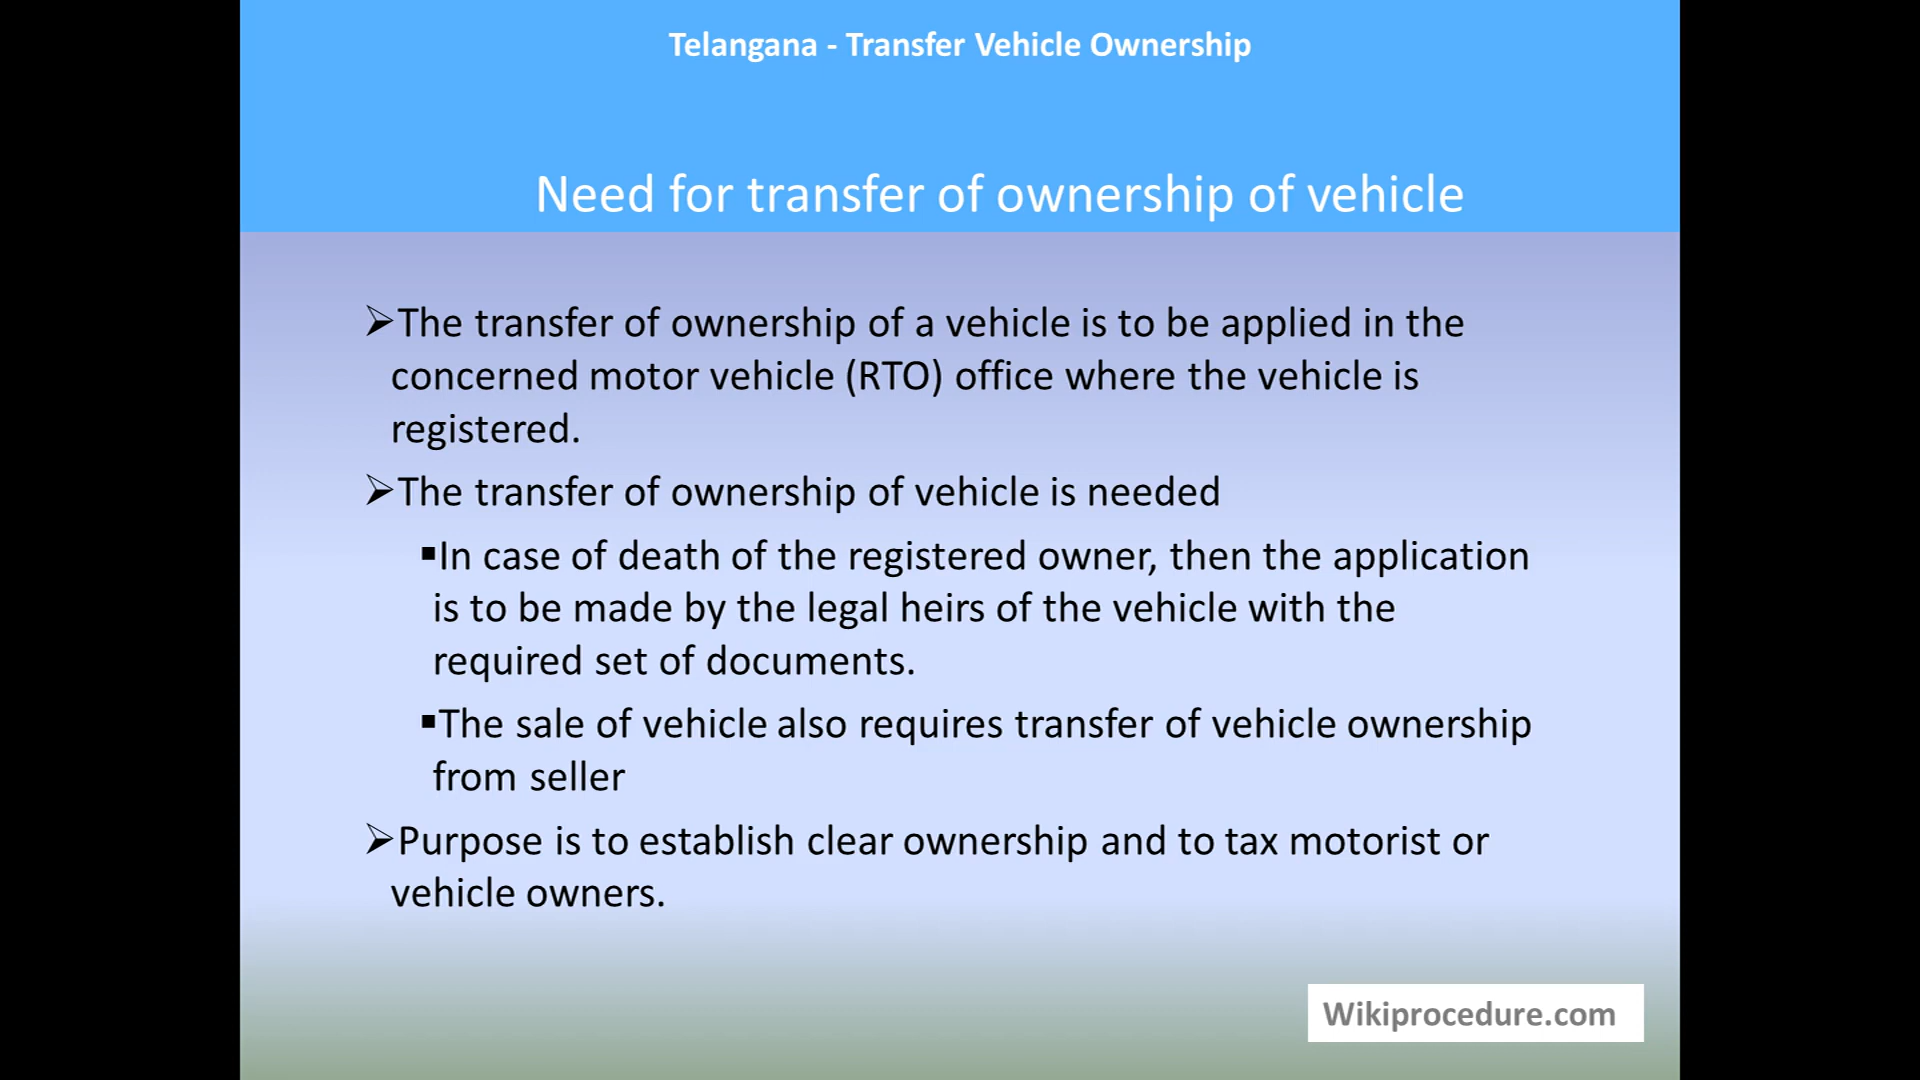 Telangana - Transfer Vehicle Ownership
Need for transfer of ownership of vehicle
➢The transfer of ownership of a vehicle is to be applied in the
concerned motor vehicle (RTO) office where the vehicle is
registered.
➢The transfer of ownership of vehicle is needed
▪In case of death of the registered owner, then the application
is to be made by the legal heirs of the vehicle with the
required set of documents.
▪The sale of vehicle also requires transfer of vehicle ownership
from seller
➢Purpose is to establish clear ownership and to tax motorist or
vehicle owners.
Wikiprocedure.com